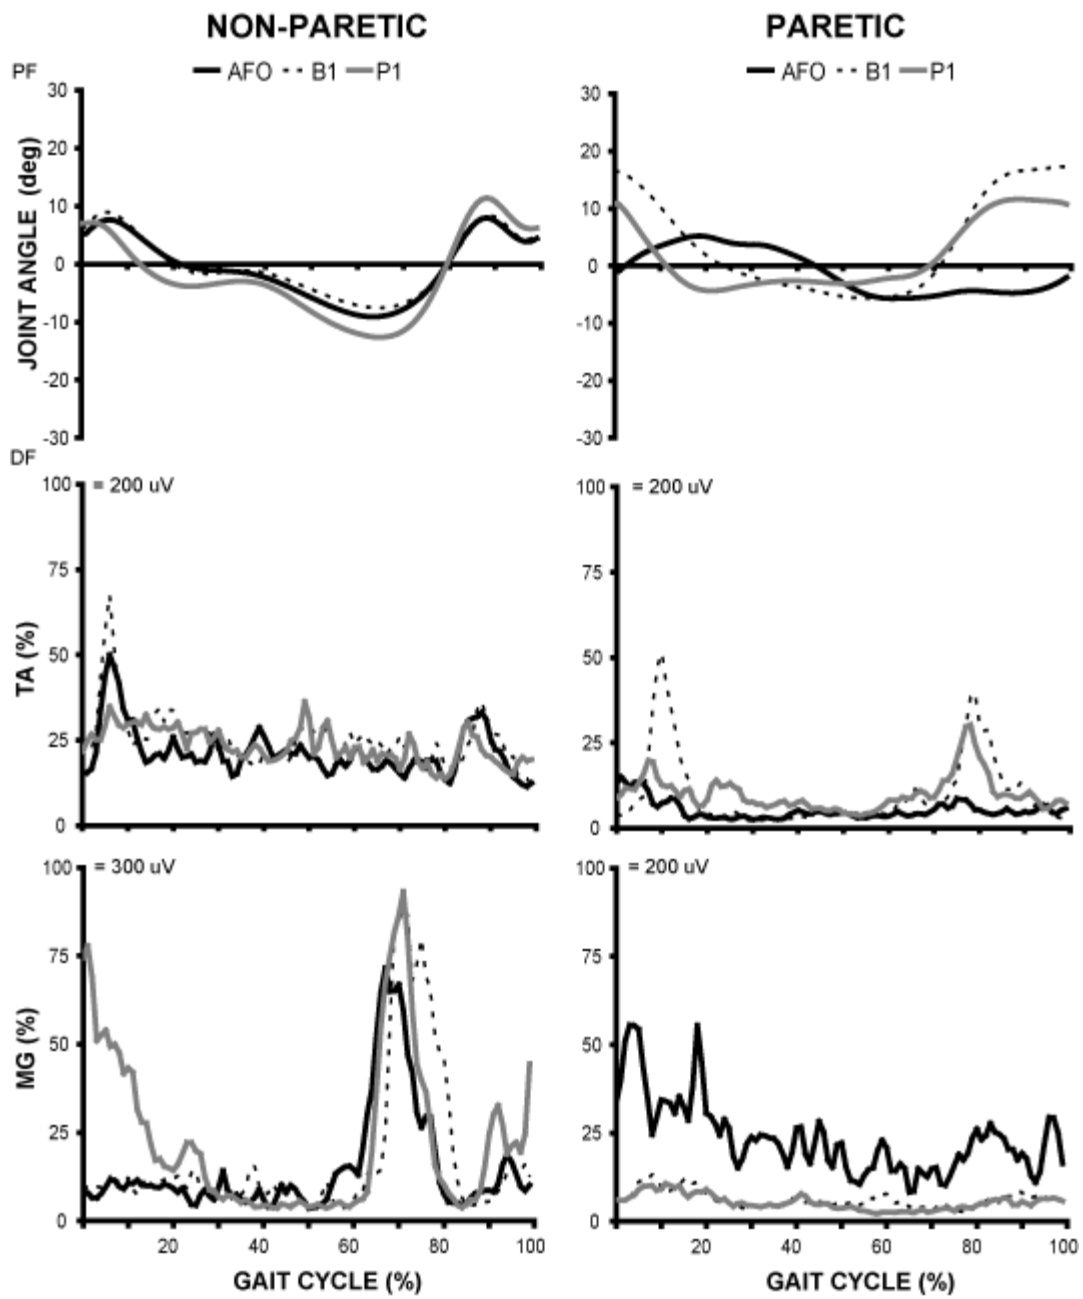 NON-PARETIC
PARETIC
PF
AFO B1 P1
AFO B1 P1
JOINT ANGLE (deg)
30
20
10
0
-10
-20
-30
30
20
10
0
-10
-20
-30
DF
TA (%)
100
75
50
25
0
= 200 uV
100
75
50
25
0
= 200 uV
MG (%)
100
75
50
25
0
= 300 uV
100
75
50
25
0
= 200 uV
20 40 60 80 100
20 40 60 80 100
GAIT CYCLE (%)
GAIT CYCLE (%)